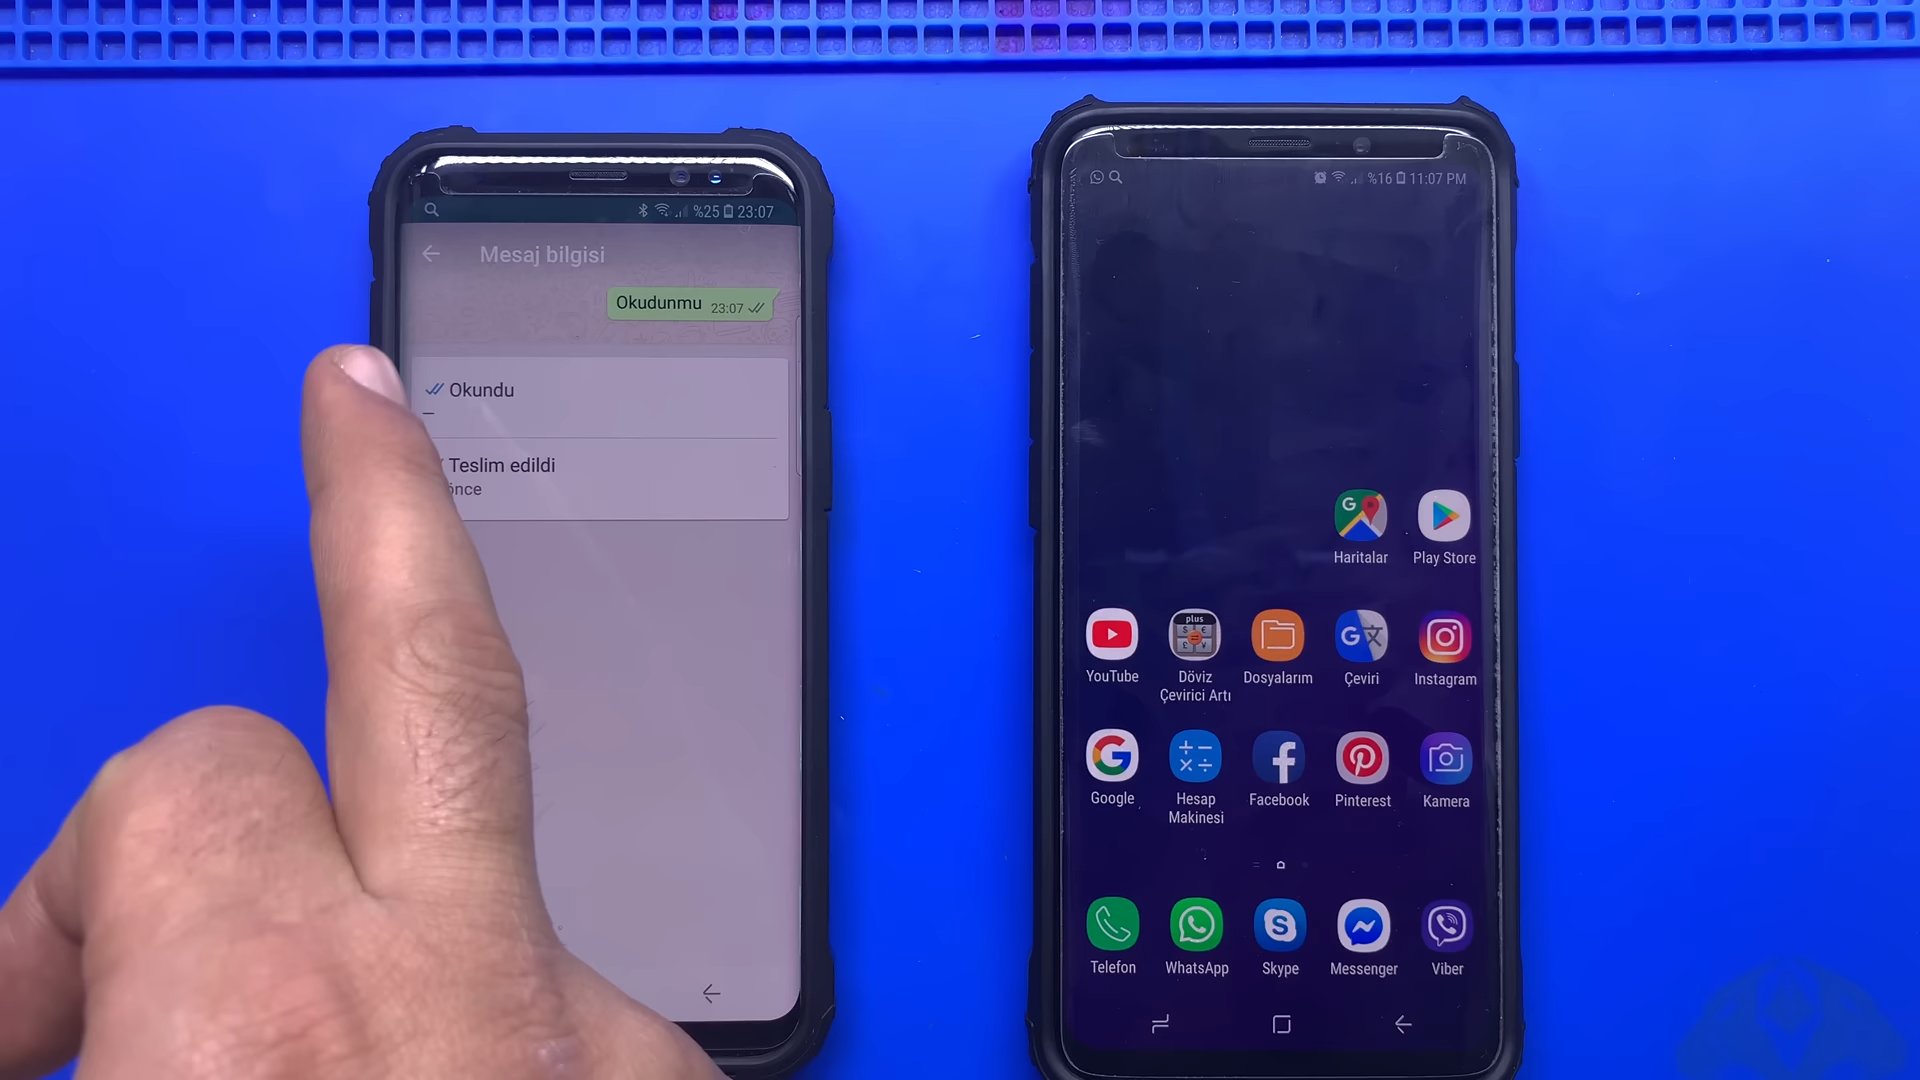 %25 23:07
Mesaj bilgisi
Okudunmu 23:07
Okundu
–
Teslim edildi
önce
%16 11:07 PM
Haritalar
Play Store
plus
YouTube
Döviz
Çevirici Artı
Dosyalarım
Çeviri
Instagram
Google
Hesap
Makinesi
Facebook
Pinterest
Kamera
Telefon
WhatsApp
Skype
Messenger
Viber